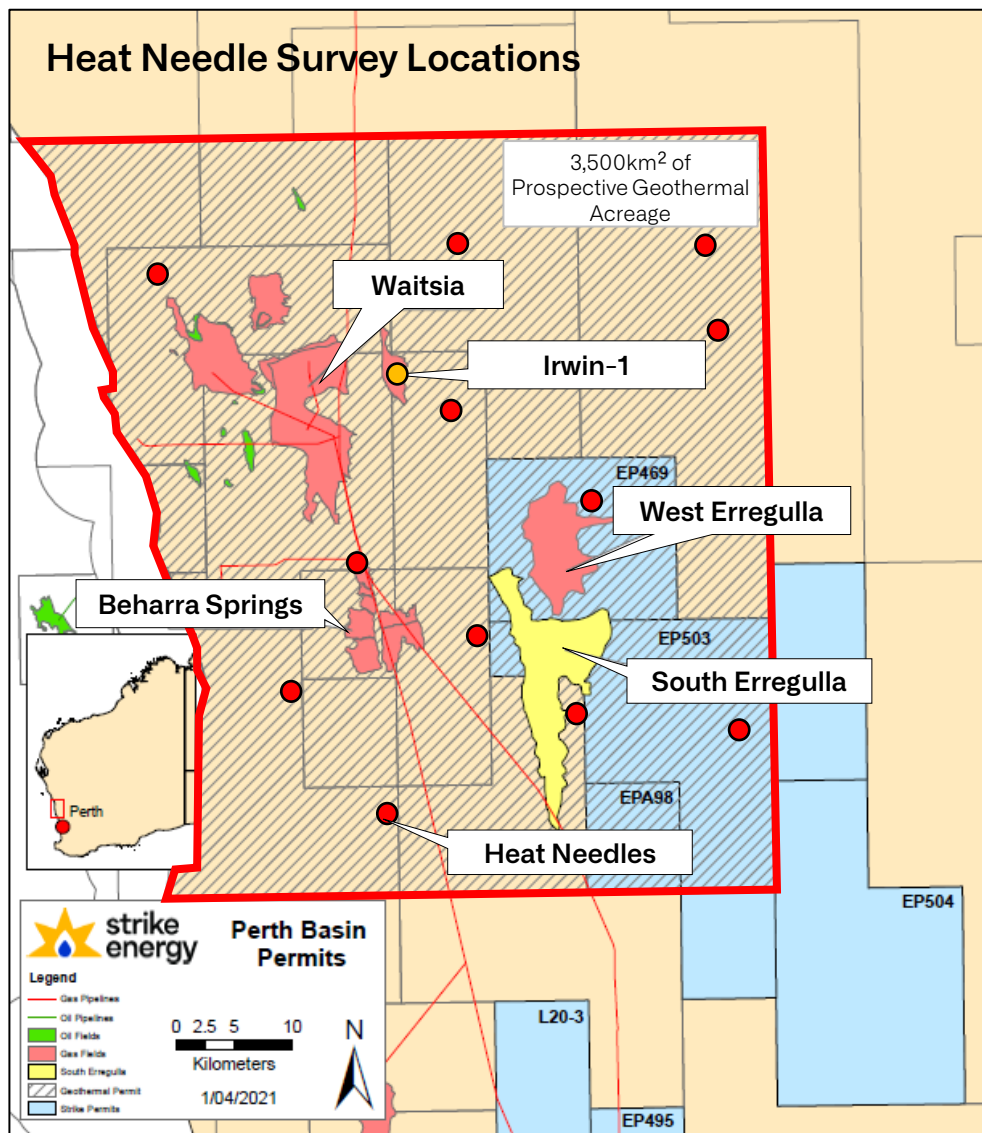 Heat Needle Survey Locations
3,500km² of
Prospective Geothermal
Acreage
Waitsia
Irwin-1
EP469
West Erregulla
Beharra Springs
EP503
South Erregulla
Perth
EPA98
Heat Needles
EP504
strike
energy
Perth Basin
Permits
Legend
Gas Pipelines
Oil Pipelines
Oil Fields
Gas Fields
South Erregulla
Geothermal Permit
Strike Permits
0 2.5 5 10
Kilometers
N
1/04/2021
L20-3
EP495